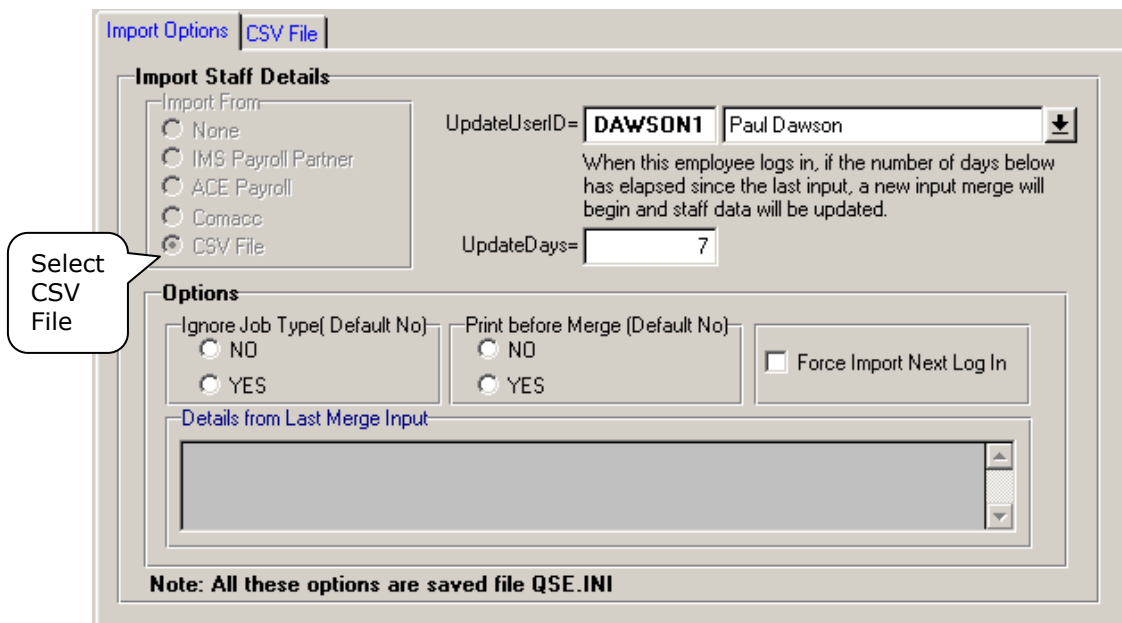 Import Options
CSV File
Import Staff Details
Import From
None
IMS Payroll Partner
ACE Payroll
Comacc
CSV File
UpdateUserID= DAWSON1 Paul Dawson
When this employee logs in, if the number of days below
has elapsed since the last input, a new input merge will
begin and staff data will be updated.
UpdateDays= 7
Select
CSV
File
Options
Ignore Job Type( Default No)
NO
YES
Print before Merge (Default No)
NO
YES
Force Import Next Log In
Details from Last Merge Input
Note: All these options are saved file QSE.INI